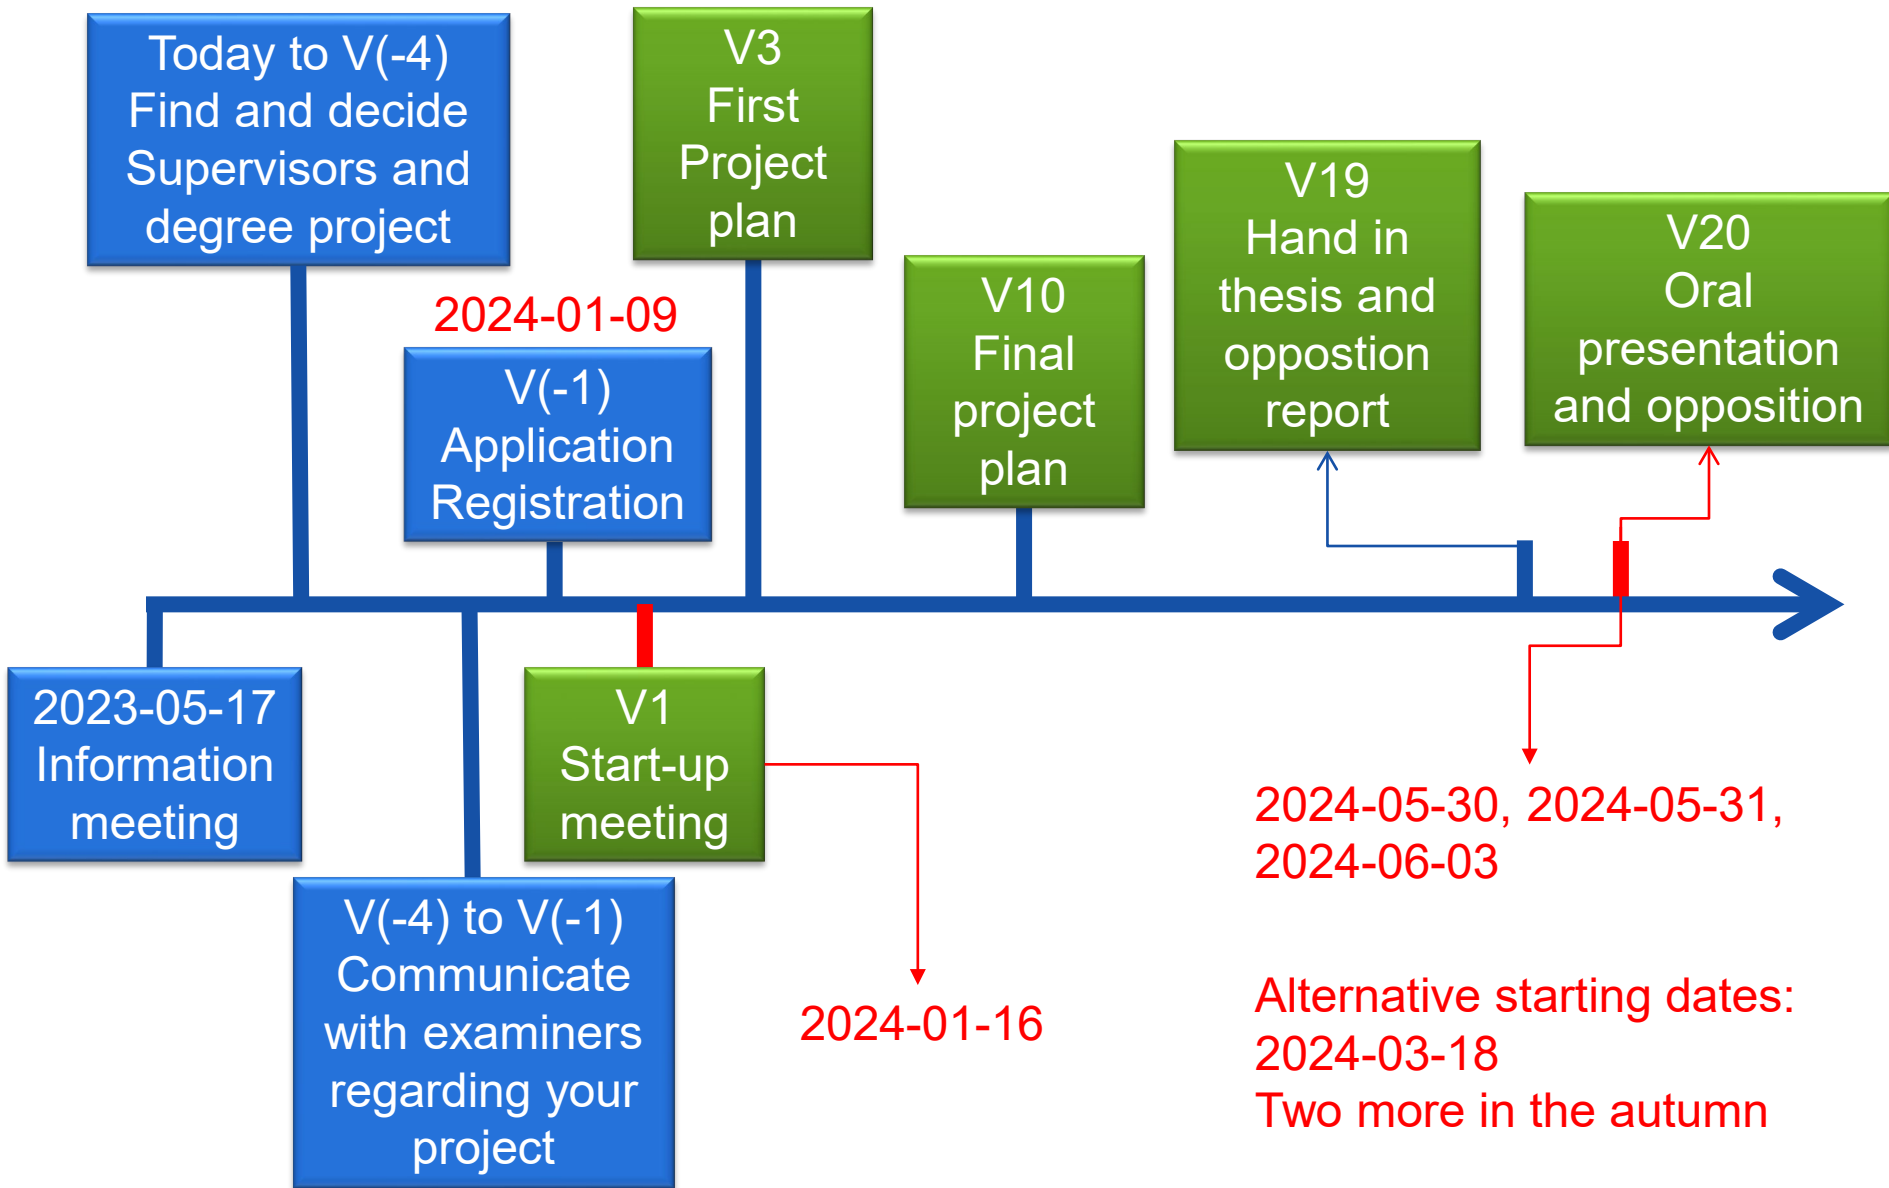 Today to V(-4)
Find and decide
Supervisors and
degree project
V3
First
Project
plan
2024-01-09
V(-1)
Application
Registration
V10
Final
project
plan
V19
Hand in
thesis and
oppostion
report
V20
Oral
presentation
and opposition
2023-05-17
Information
meeting
V(-4) to V(-1)
Communicate
with examiners
regarding your
project
V1
Start-up
meeting
2024-01-16
2024-05-30, 2024-05-31,
2024-06-03
Alternative starting dates:
2024-03-18
Two more in the autumn